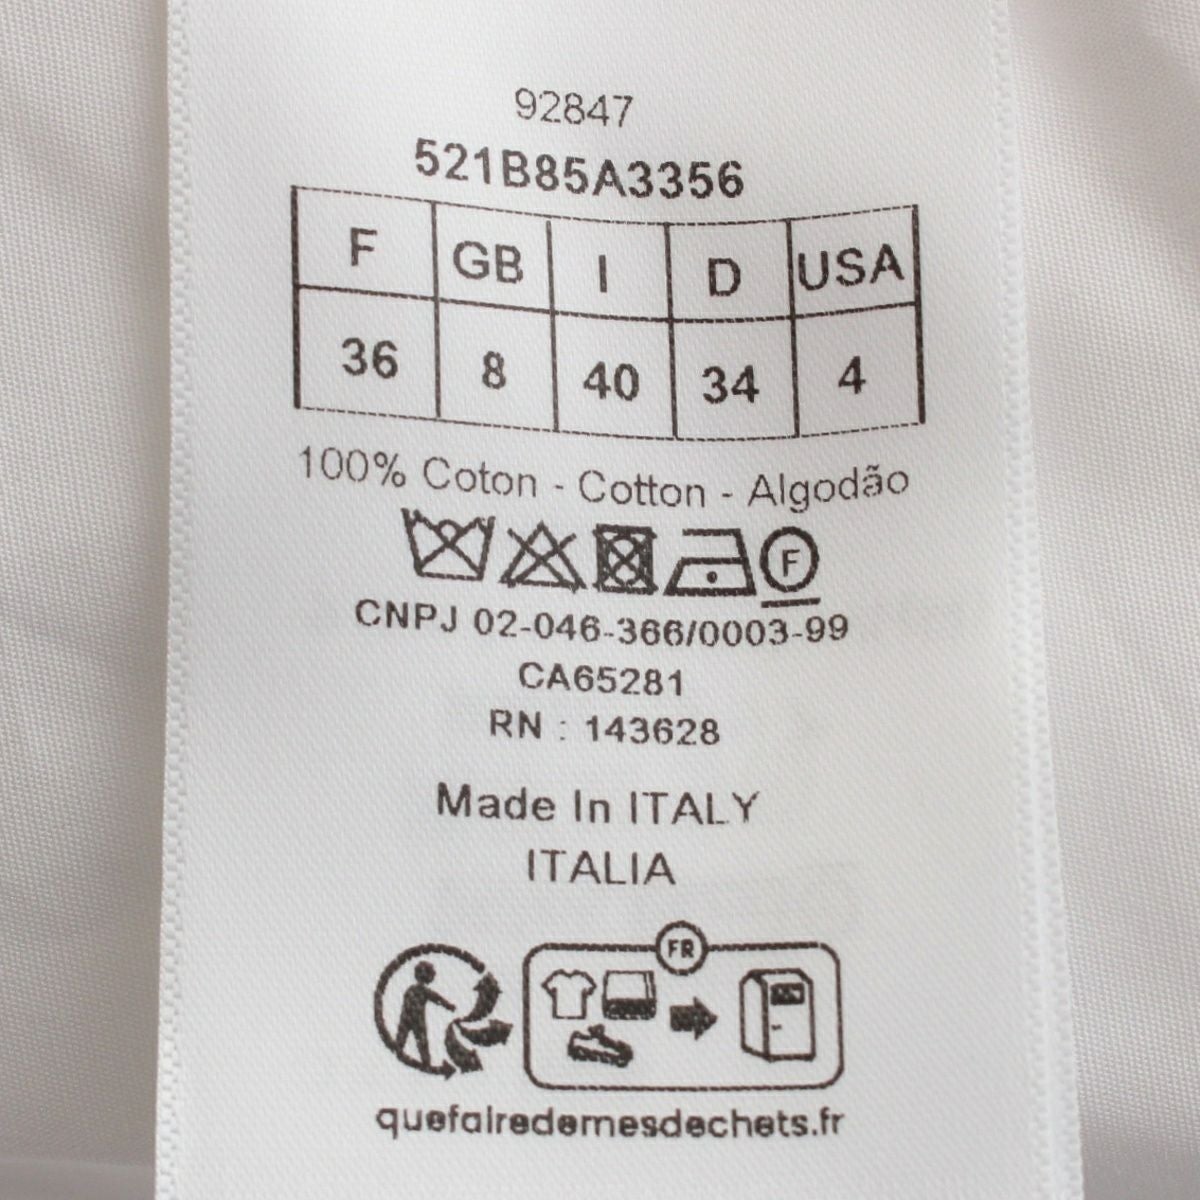 92847
521B85A3356
F GB I D USA
36 8 40 34 4
100% Coton - Cotton - Algodão
F
CNPJ 02-046-366/0003-99
CA65281
RN : 143628
Made In ITALY
ITALIA
FR
quefairedemesdechets.fr